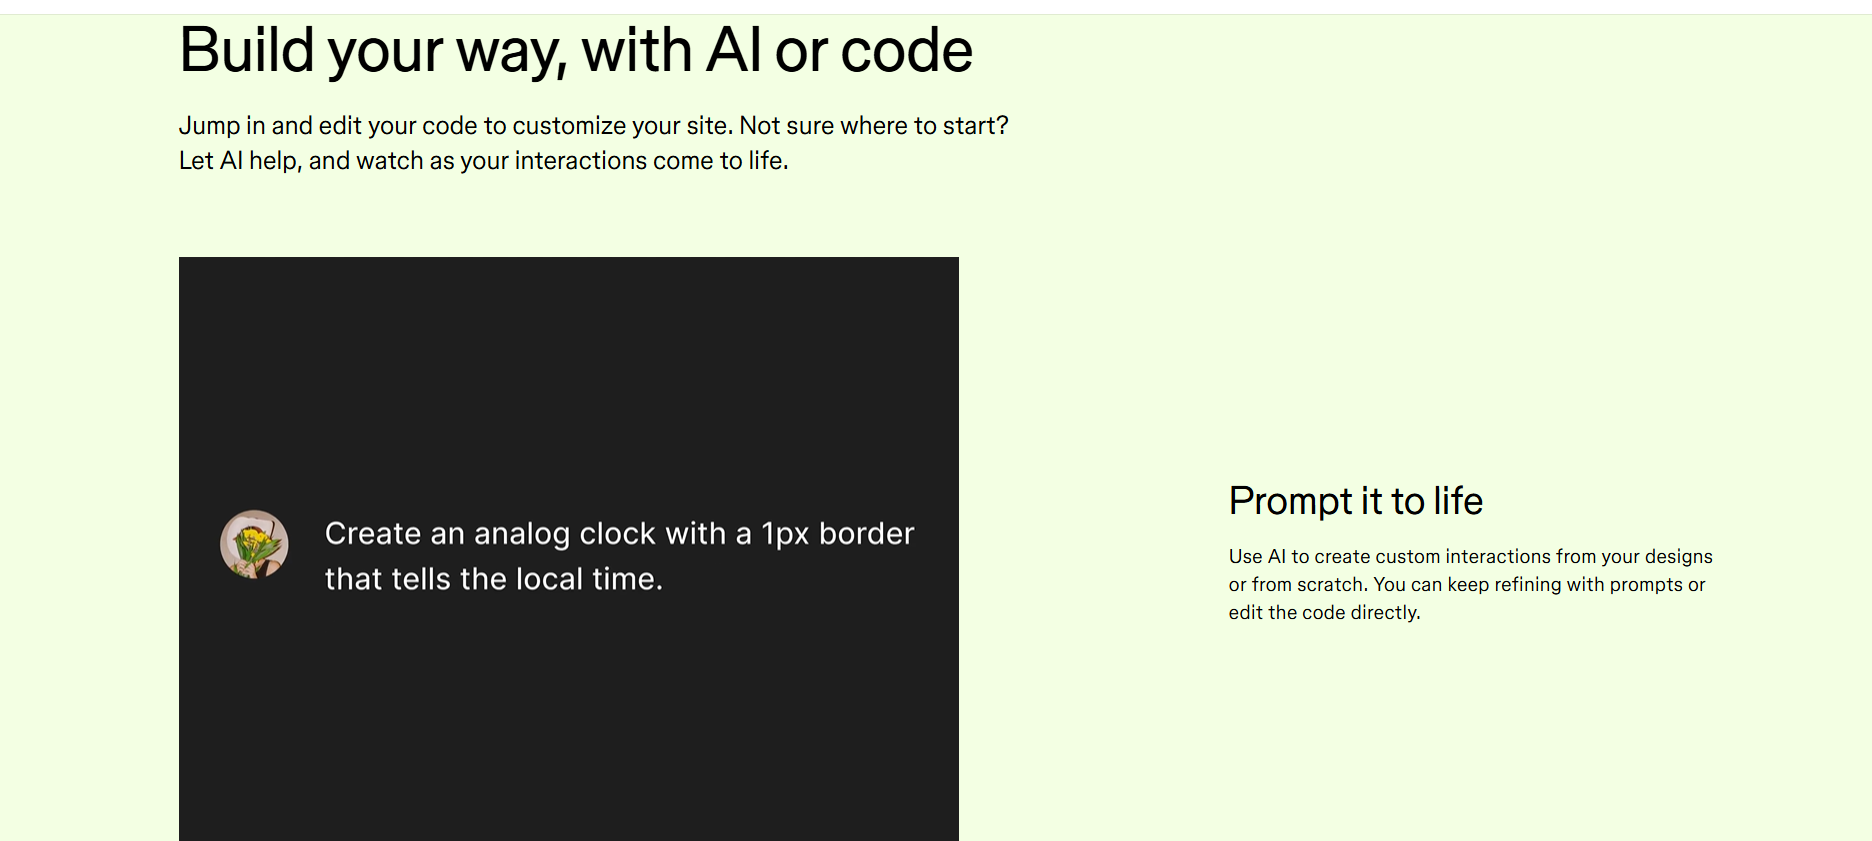 Build your way, with AI or code
Jump in and edit your code to customize your site. Not sure where to start?
Let AI help, and watch as your interactions come to life.
Create an analog clock with a 1px border
that tells the local time.
Prompt it to life
Use AI to create custom interactions from your designs
or from scratch. You can keep refining with prompts or
edit the code directly.